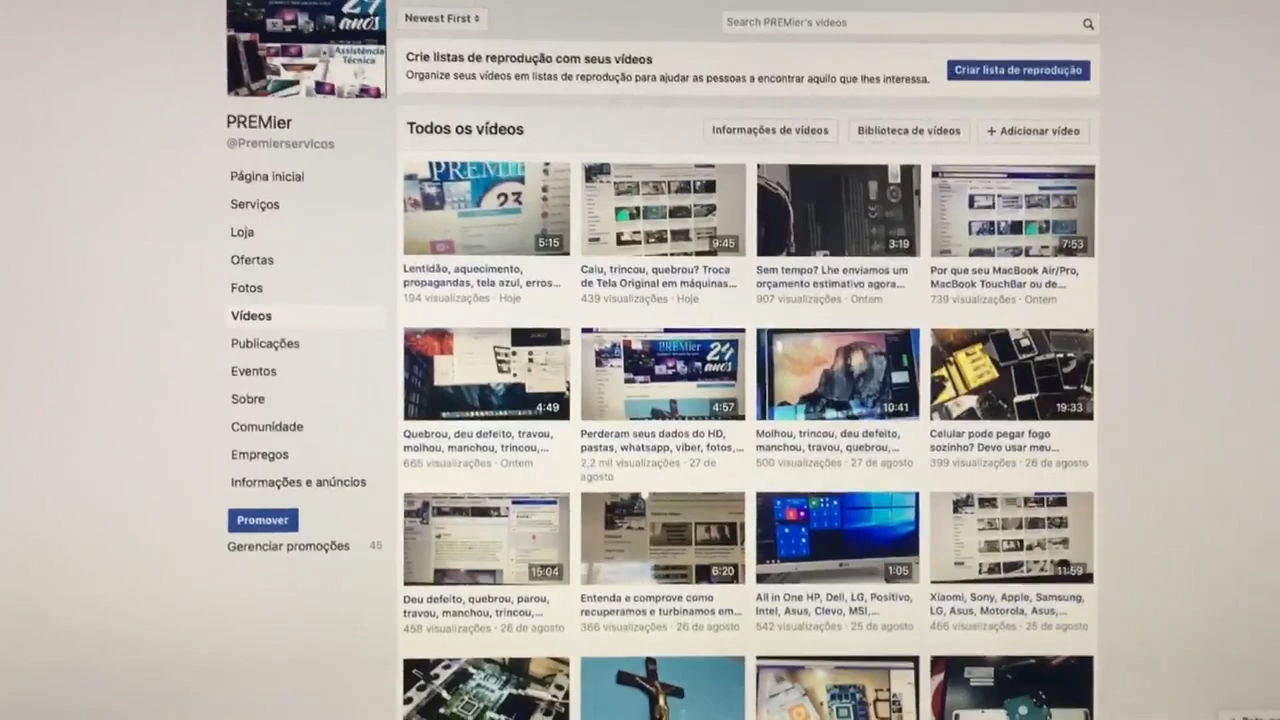 anos
Assistência
Técnica
PREMier
@Premierservicos
Página inicial
Serviços
Loja
Ofertas
Fotos
Vídeos
Publicações
Eventos
Sobre
Comunidade
Empregos
Informações e anúncios
Promover
Gerenciar promoções 45
Newest First
Search PREMier's videos
Crie listas de reprodução com seus vídeos
Organize seus vídeos em listas de reprodução para ajudar as pessoas a encontrar aquilo que lhes interessa.
Criar lista de reprodução
Todos os vídeos
Informações de vídeos
Biblioteca de vídeos
+ Adicionar vídeo
PREMIE
23
5:15
Lentidão, aquecimento,
propagandas, tela azul, erros...
194 visualizações · Hoje
9:45
Caiu, trincou, quebrou? Troca
de Tela Original em máquinas...
439 visualizações · Hoje
3:19
Sem tempo? Lhe enviamos um
orçamento estimativo agora...
907 visualizações · Ontem
7:53
Por que seu MacBook Air/Pro,
MacBook TouchBar ou de...
739 visualizações · Ontem
4:49
Quebrou, deu defeito, travou,
molhou, manchou, trincou,...
665 visualizações · Ontem
PREMier
anos
4:57
Perderam seus dados do HD,
pastas, whatsapp, viber, fotos,...
2,2 mil visualizações · 27 de
agosto
10:41
Molhou, trincou, deu defeito,
manchou, travou, quebrou,...
500 visualizações · 27 de agosto
19:33
Celular pode pegar fogo
sozinho? Devo usar meu...
399 visualizações · 26 de agosto
15:04
Deu defeito, quebrou, parou,
travou, manchou, trincou,...
458 visualizações · 26 de agosto
6:20
Entenda e comprove como
recuperamos e turbinamos em...
366 visualizações · 26 de agosto
1:05
All in One HP, Dell, LG, Positivo,
Intel, Asus, Clevo, MSI,...
542 visualizações · 25 de agosto
11:59
Xiaomi, Sony, Apple, Samsung,
LG, Asus, Motorola, Asus,...
466 visualizações · 25 de agosto